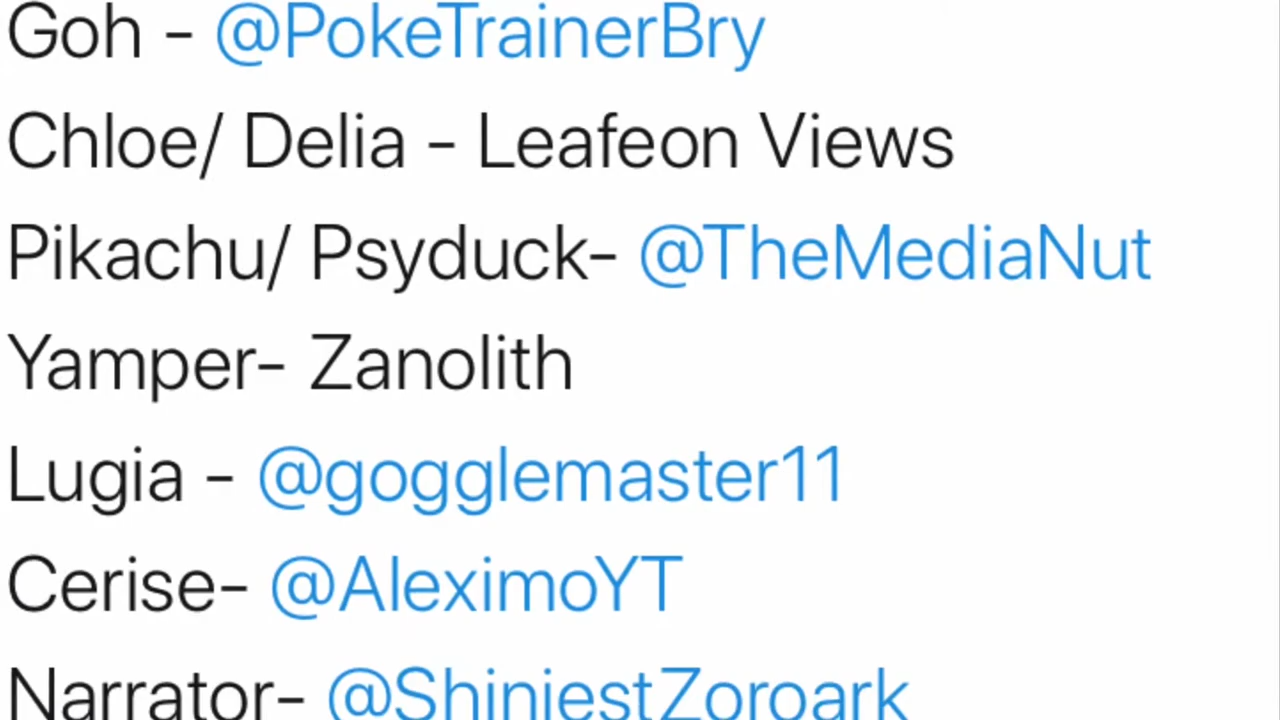 Goh - @PokeTrainerBry
Chloe/ Delia - Leafeon Views
Pikachu/ Psyduck- @TheMediaNut
Yamper- Zanolith
Lugia - @gogglemaster11
Cerise- @AleximoYT
Narrator- @ShiniestZoroark